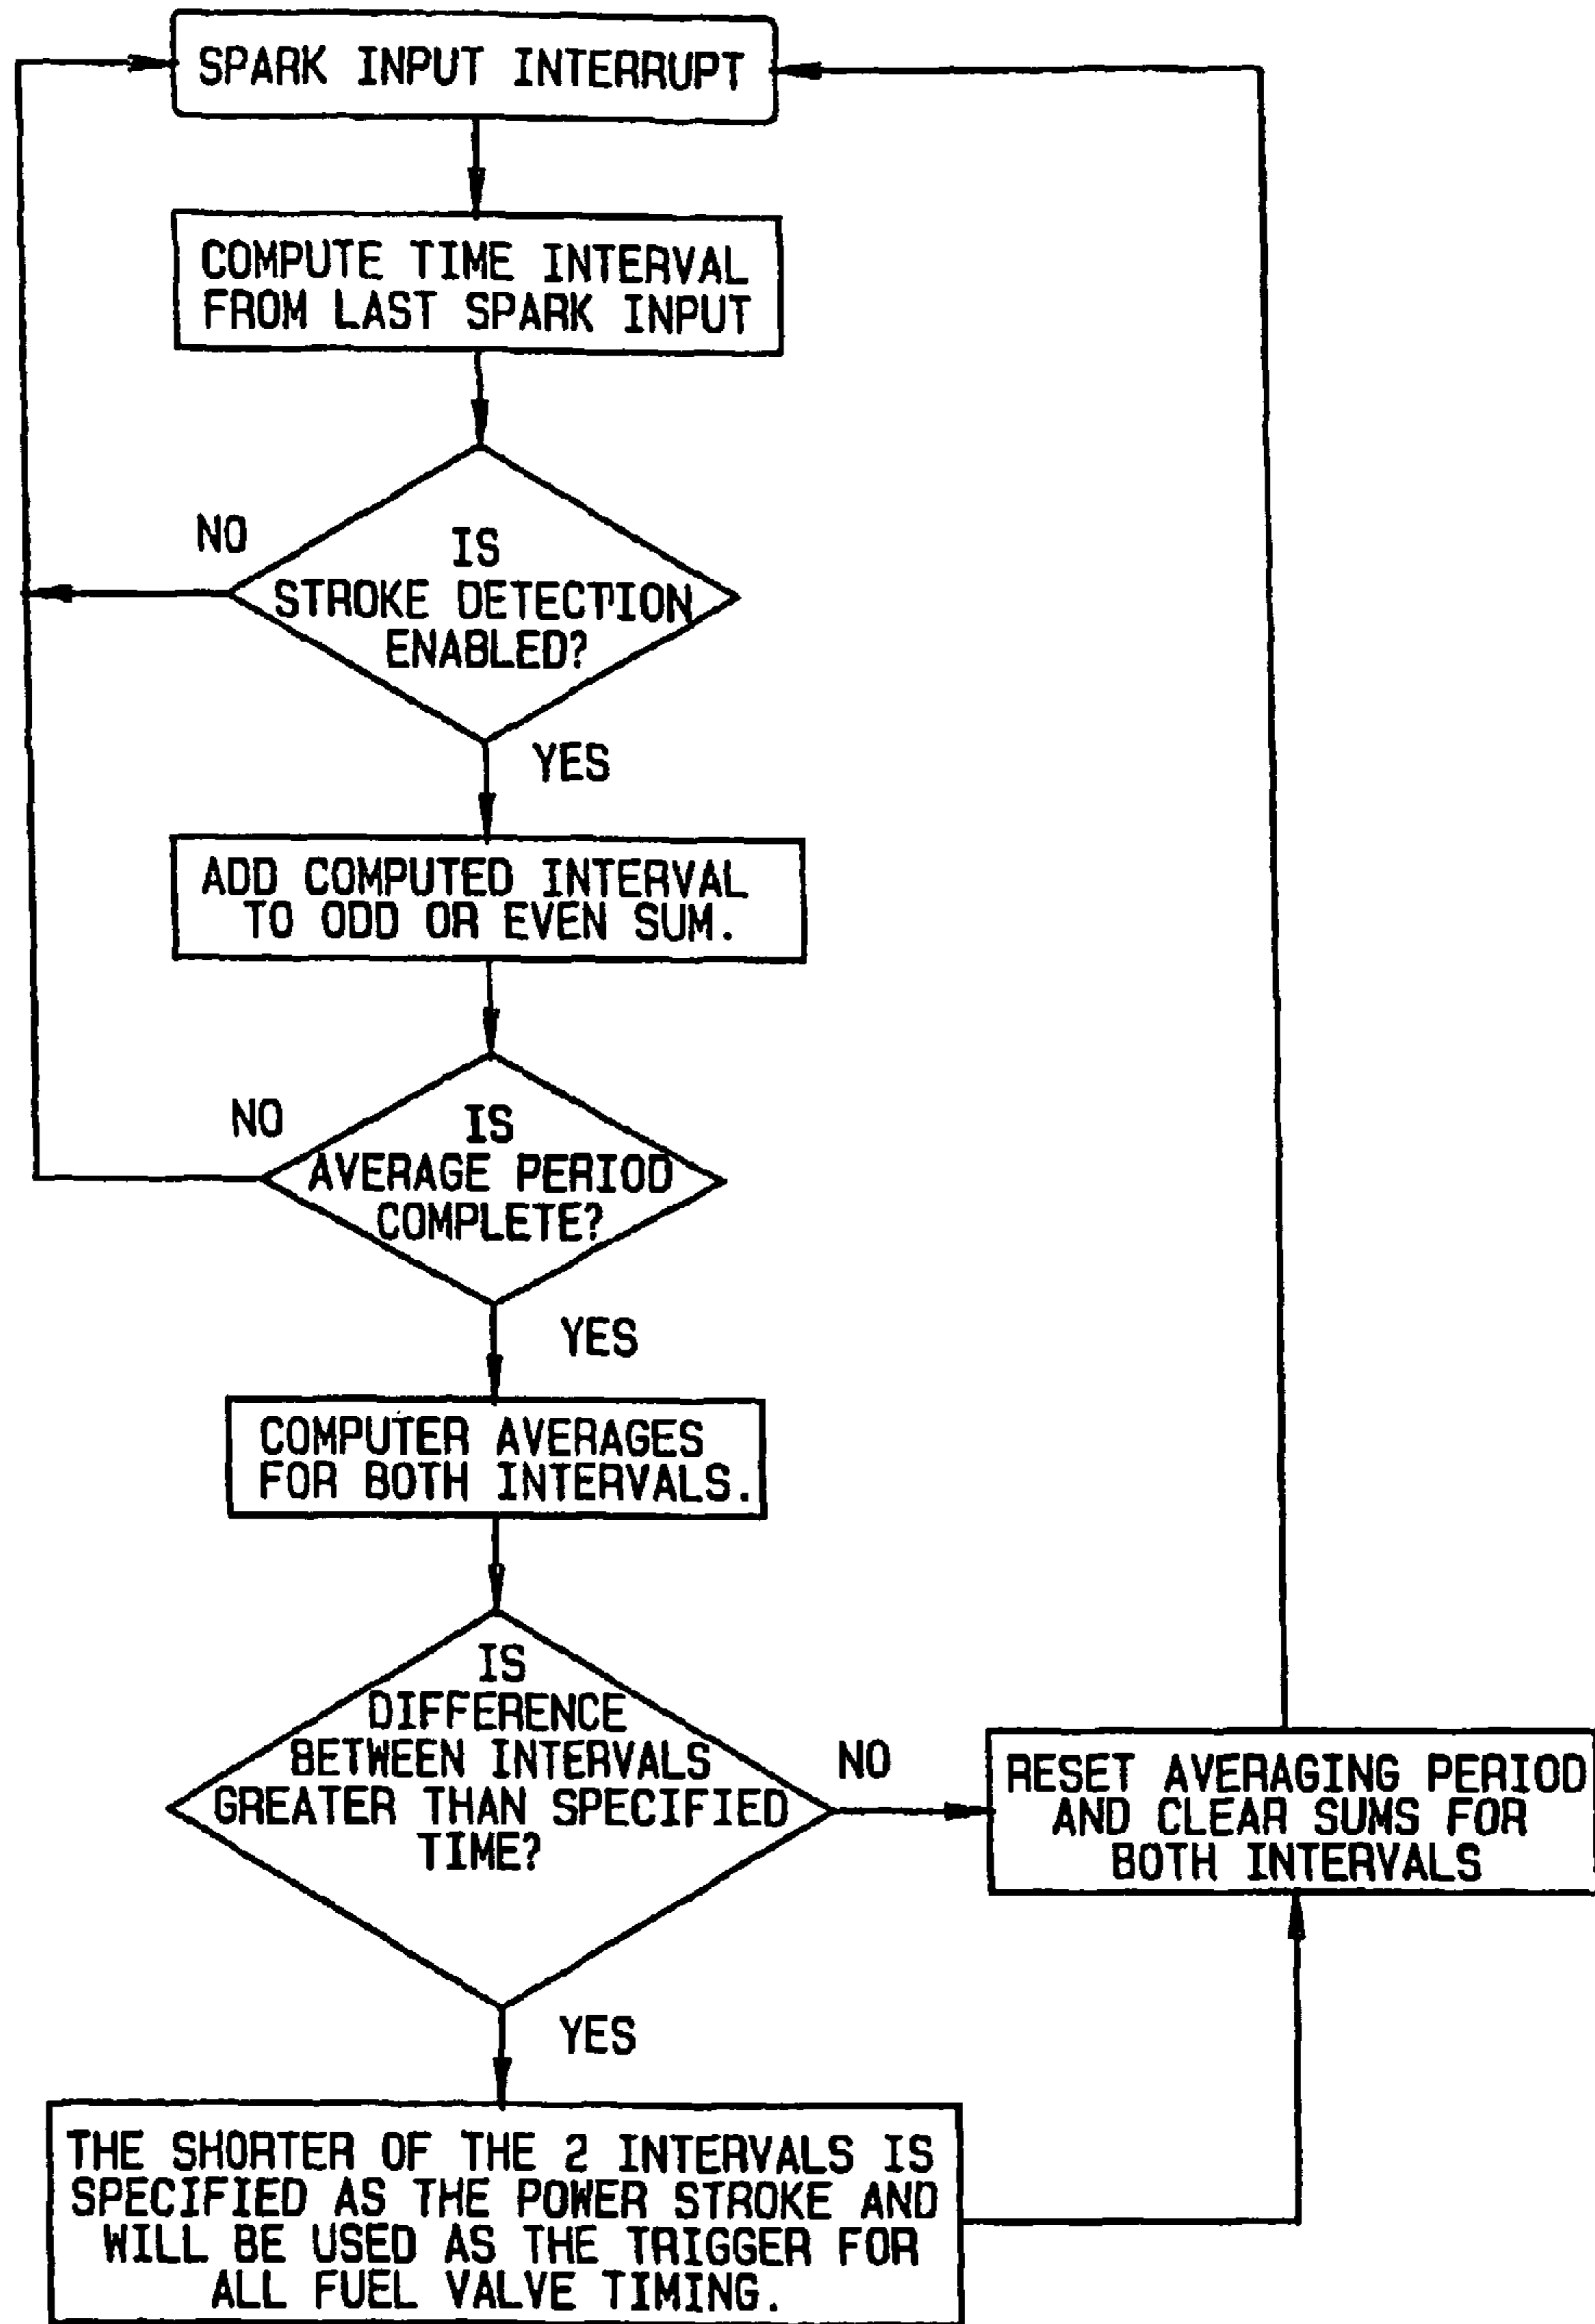 SPARK INPUT INTERRUPT
COMPUTE TIME INTERVAL
FROM LAST SPARK INPUT
NO
IS
STROKE DETECTION
ENABLED?
YES
ADD COMPUTED INTERVAL
TO ODD OR EVEN SUM.
NO
IS
AVERAGE PERIOD
COMPLETE?
YES
COMPUTER AVERAGES
FOR BOTH INTERVALS.
IS
DIFFERENCE
BETWEEN INTERVALS
GREATER THAN SPECIFIED
TIME?
NO
RESET AVERAGING PERIOD
AND CLEAR SUMS FOR
BOTH INTERVALS
YES
THE SHORTER OF THE 2 INTERVALS IS
SPECIFIED AS THE POWER STROKE AND
WILL BE USED AS THE TRIGGER FOR
ALL FUEL VALVE TIMING.